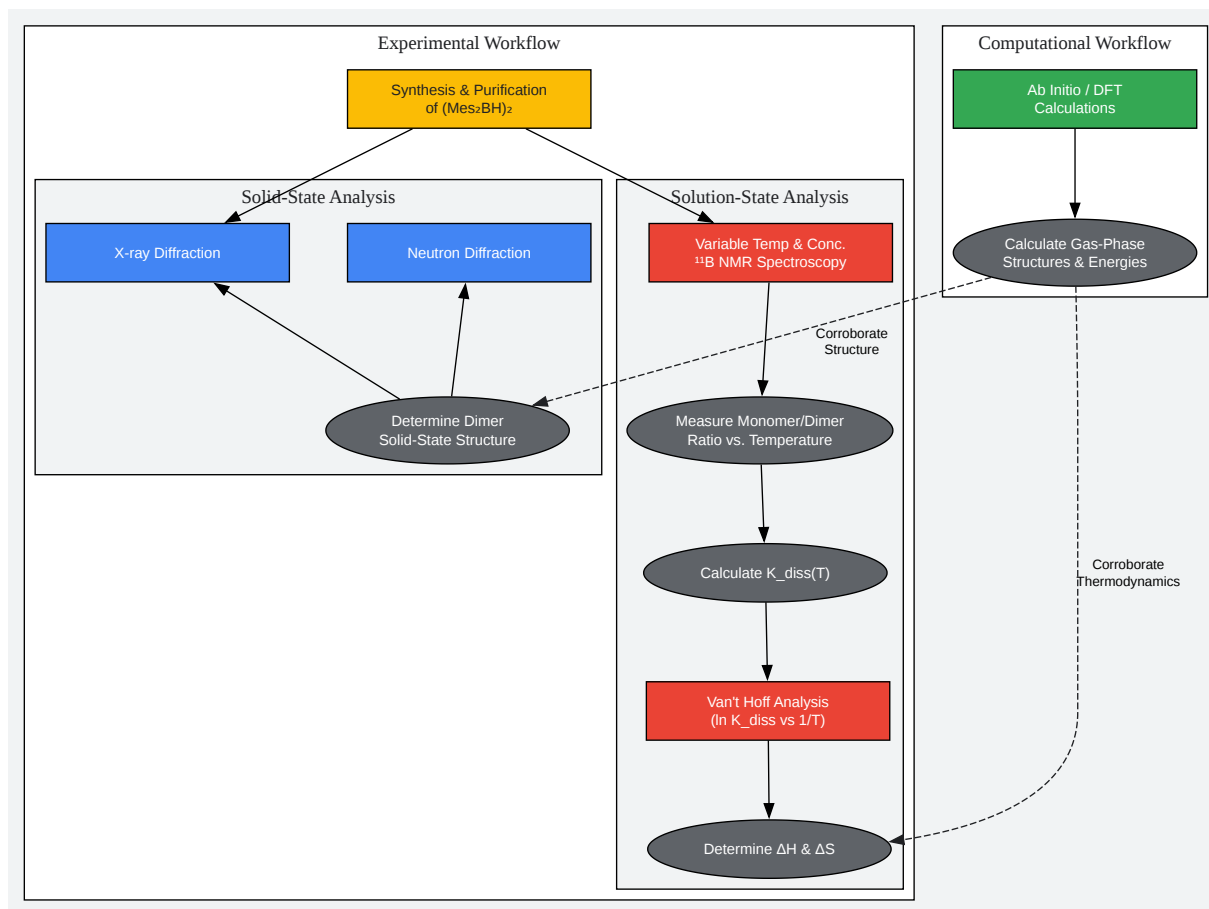 Experimental Workflow
Computational Workflow
Synthesis & Purification
of (Mes₂BH)₂
Ab Initio / DFT
Calculations
Solid-State Analysis
Solution-State Analysis
X-ray Diffraction
Neutron Diffraction
Variable Temp & Conc.
¹¹B NMR Spectroscopy
Calculate Gas-Phase
Structures & Energies
Corroborate
Structure
Determine Dimer
Solid-State Structure
Measure Monomer/Dimer
Ratio vs. Temperature
Calculate K_diss(T)
Corroborate
Thermodynamics
Van't Hoff Analysis
(ln K_diss vs 1/T)
Determine ΔH & ΔS